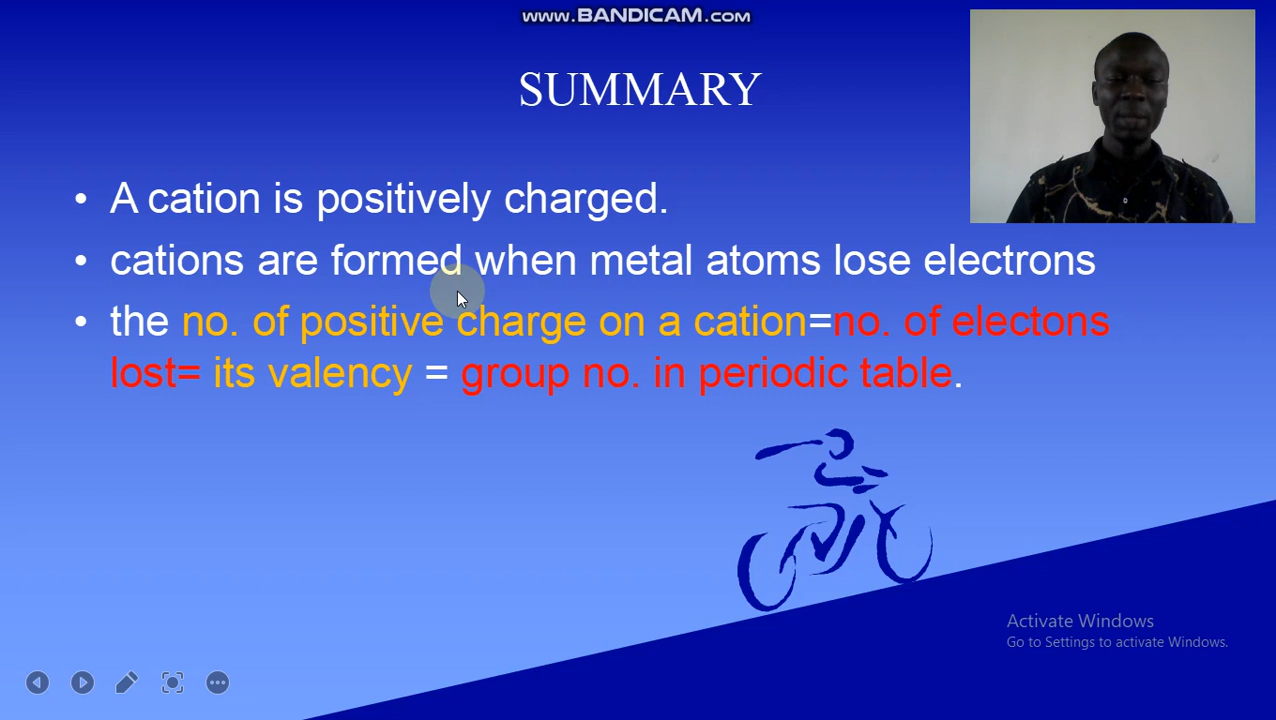 www.BANDICAM.com
SUMMARY
• A cation is positively charged.
• cations are formed when metal atoms lose electrons
• the no. of positive charge on a cation=no. of electons
lost= its valency = group no. in periodic table.
Activate Windows
Go to Settings to activate Windows.